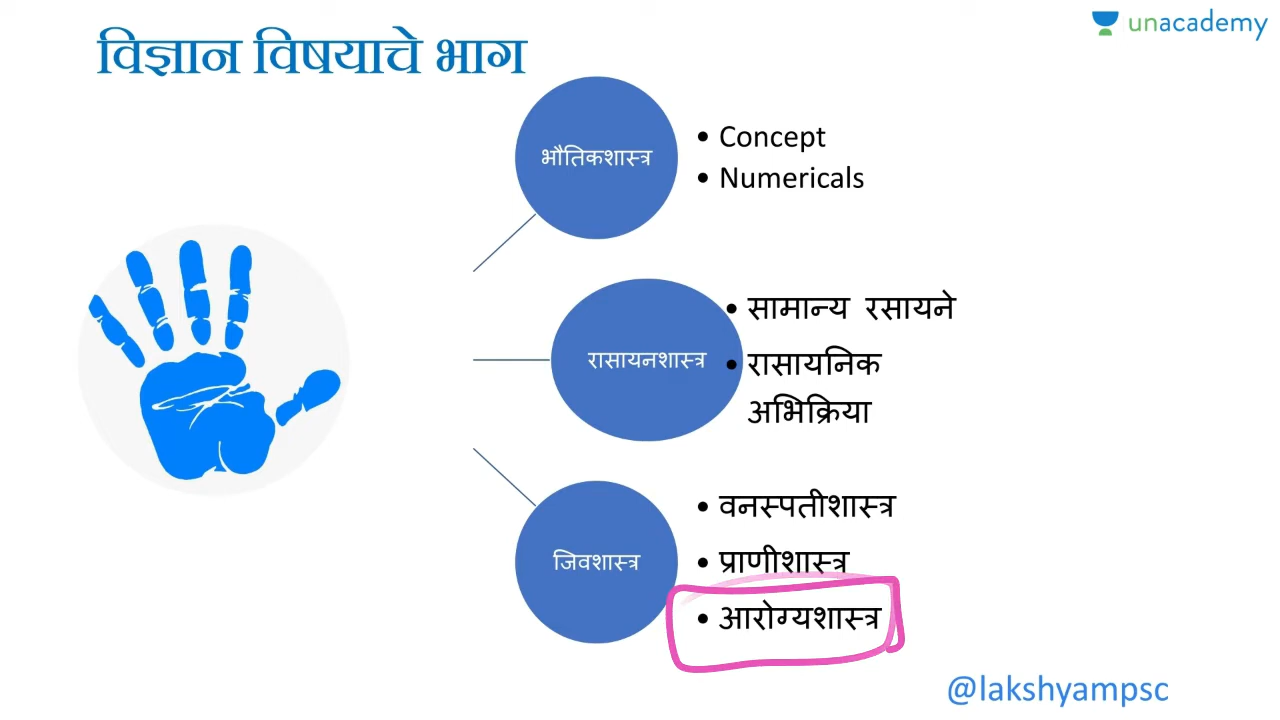 unacademy
विज्ञान विषयाचे भाग
भौतिकशास्त्र
• Concept
• Numericals
रासायनशास्त्र
• सामान्य रसायने
• रासायनिक
अभिक्रिया
जिवशास्त्र
• वनस्पतीशास्त्र
• प्राणीशास्त्र
• आरोग्यशास्त्र
@lakshyampsc